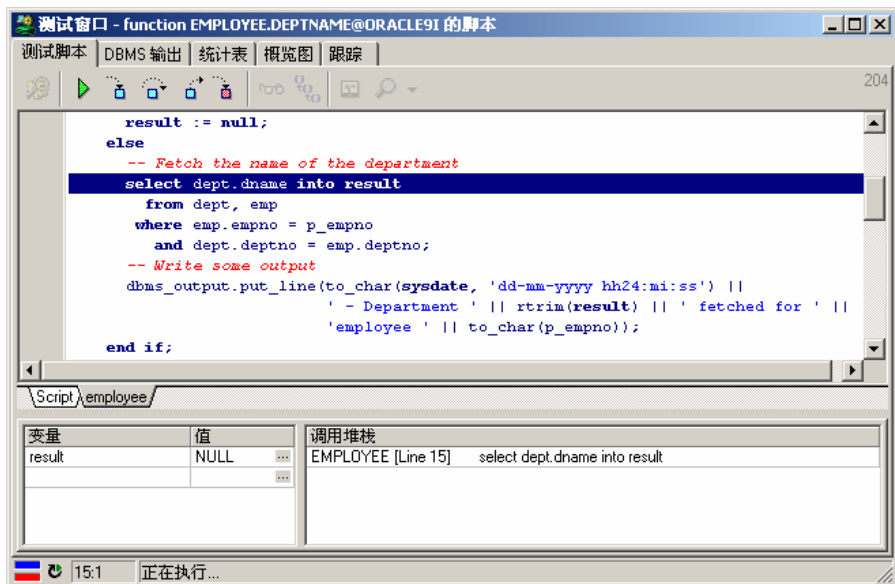 测试窗口 - function EMPLOYEE.DEPTNAME@ORACLE9I 的脚本
测试脚本 DBMS 输出 统计表 概览图 跟踪
204
result := null;
else
-- Fetch the name of the department
select dept.dname into result
from dept, emp
where emp.empno = p_empno
and dept.deptno = emp.deptno;
-- Write some output
dbms_output.put_line(to_char(sysdate, 'dd-mm-yyyy hh24:mi:ss') ||
' - Department ' || rtrim(result) || ' fetched for ' ||
'employee ' || to_char(p_empno));
end if;
Script employee
变量 值 调用堆栈
result NULL ... EMPLOYEE [Line 15] select dept.dname into result
...
15:1 正在执行...